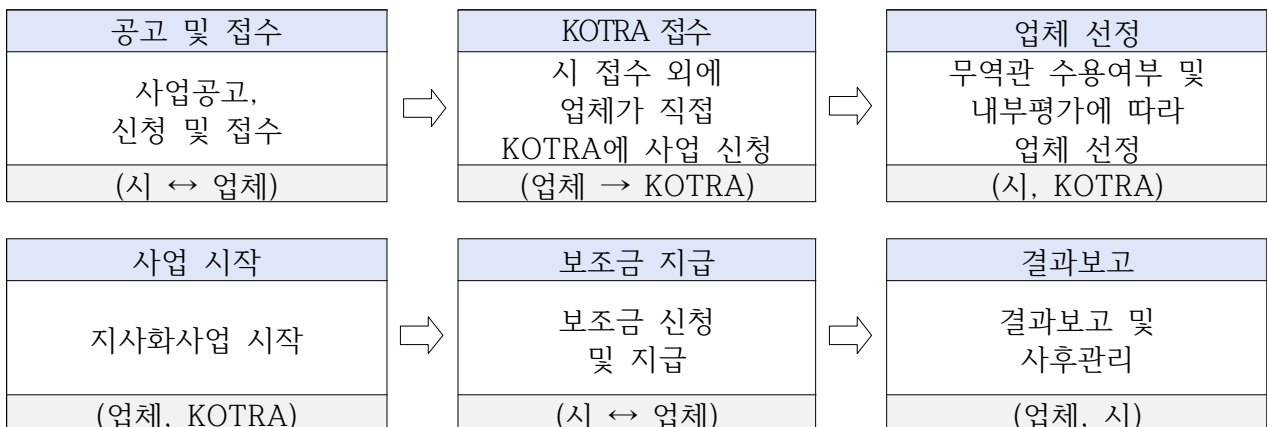 공고 및 접수
사업공고,
신청 및 접수
(시 ↔ 업체)
KOTRA 접수
시 접수 외에
업체가 직접
KOTRA에 사업 신청
(업체 → KOTRA)
업체 선정
무역관 수용여부 및
내부평가에 따라
업체 선정
(시, KOTRA)
사업 시작
지사화사업 시작
(업체, KOTRA)
보조금 지급
보조금 신청
및 지급
(시 ↔ 업체)
결과보고
결과보고 및
사후관리
(업체, 시)